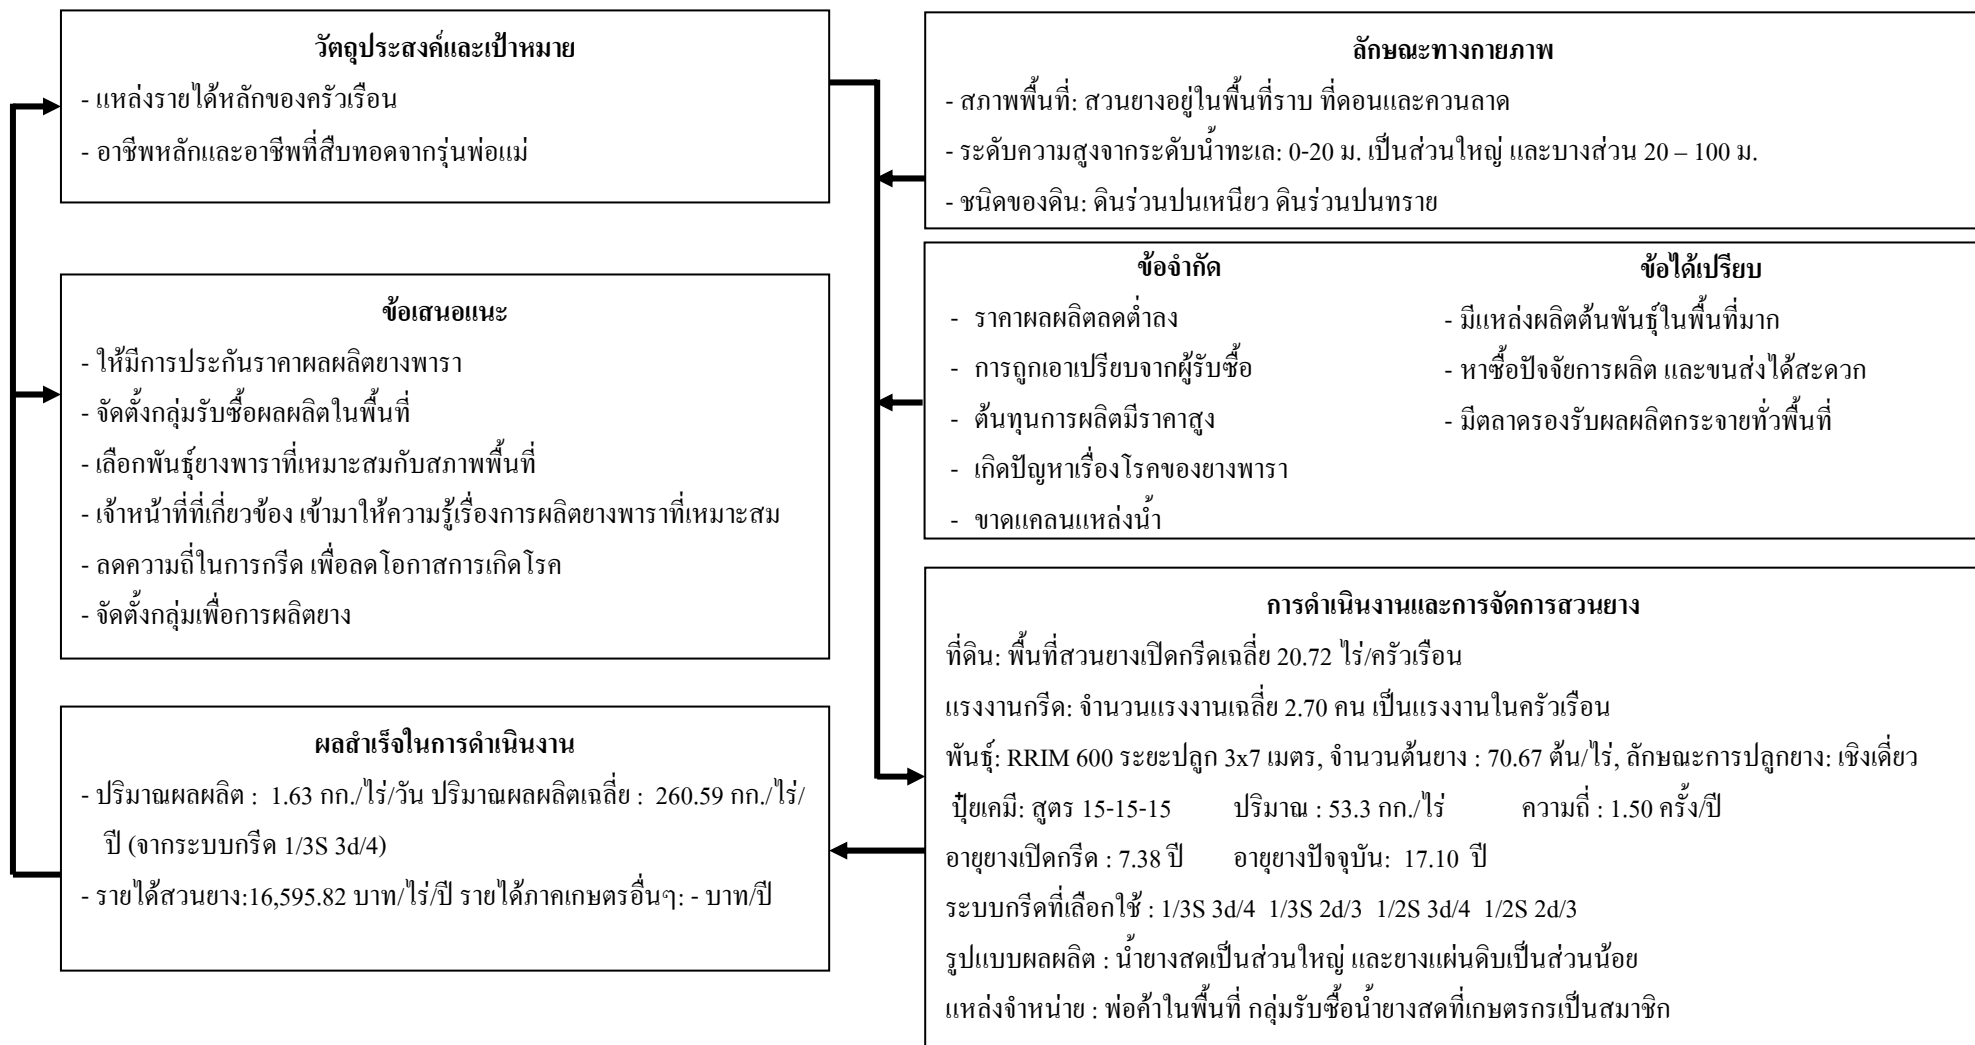 วัตถุประสงค์และเป้าหมาย
- แหล่งรายได้หลักของครัวเรือน
- อาชีพหลักและอาชีพที่สืบทอดจากรุ่นพ่อแม่
ข้อเสนอแนะ
- ให้มีการประกันราคาผลผลิตยางพารา
- จัดตั้งกลุ่มรับซื้อผลผลิตในพื้นที่
- เลือกพันธุ์ยางพาราที่เหมาะสมกับสภาพพื้นที่
- เจ้าหน้าที่ที่เกี่ยวข้อง เข้ามาให้ความรู้เรื่องการผลิตยางพาราที่เหมาะสม
- ลดความถี่ในการกรีด เพื่อลดโอกาสการเกิดโรค
- จัดตั้งกลุ่มเพื่อการผลิตยาง
ผลสำเร็จในการดำเนินงาน
- ปริมาณผลผลิต : 1.63 กก./ไร่/วัน ปริมาณผลผลิตเฉลี่ย : 260.59 กก./ไร่/
ปี (จากระบบกรีด 1/3S 3d/4)
- รายได้สวนยาง:16,595.82 บาท/ไร่/ปี รายได้ภาคเกษตรอื่นๆ: - บาท/ปี
ลักษณะทางกายภาพ
- สภาพพื้นที่: สวนยางอยู่ในพื้นที่ราบ ที่ดอนและควนลาด
- ระดับความสูงจากระดับน้ำทะเล: 0-20 ม. เป็นส่วนใหญ่ และบางส่วน 20 – 100 ม.
- ชนิดของดิน: ดินร่วนปนเหนียว ดินร่วนปนทราย
ข้อจำกัด
- ราคาผลผลิตลดต่ำลง
- การถูกเอาเปรียบจากผู้รับซื้อ
- ต้นทุนการผลิตมีราคาสูง
- เกิดปัญหาเรื่องโรคของยางพารา
- ขาดแคลนแหล่งน้ำ
ข้อได้เปรียบ
- มีแหล่งผลิตต้นพันธุ์ในพื้นที่มาก
- หาซื้อปัจจัยการผลิต และขนส่งได้สะดวก
- มีตลาดรองรับผลผลิตกระจายทั่วพื้นที่
การดำเนินงานและการจัดการสวนยาง
ที่ดิน: พื้นที่สวนยางเปิดกรีดเฉลี่ย 20.72 ไร่/ครัวเรือน
แรงงานกรีด: จำนวนแรงงานเฉลี่ย 2.70 คน เป็นแรงงานในครัวเรือน
พันธุ์: RRIM 600 ระยะปลูก 3x7 เมตร, จำนวนต้นยาง : 70.67 ต้น/ไร่, ลักษณะการปลูกยาง: เชิงเดี่ยว
ปุ๋ยเคมี: สูตร 15-15-15 ปริมาณ : 53.3 กก./ไร่ ความถี่ : 1.50 ครั้ง/ปี
อายุยางเปิดกรีด : 7.38 ปี อายุยางปัจจุบัน: 17.10 ปี
ระบบกรีดที่เลือกใช้ : 1/3S 3d/4 1/3S 2d/3 1/2S 3d/4 1/2S 2d/3
รูปแบบผลผลิต : น้ำยางสดเป็นส่วนใหญ่ และยางแผ่นดิบเป็นส่วนน้อย
แหล่งจำหน่าย : พ่อค้าในพื้นที่ กลุ่มรับซื้อน้ำยางสดที่เกษตรกรเป็นสมาชิก